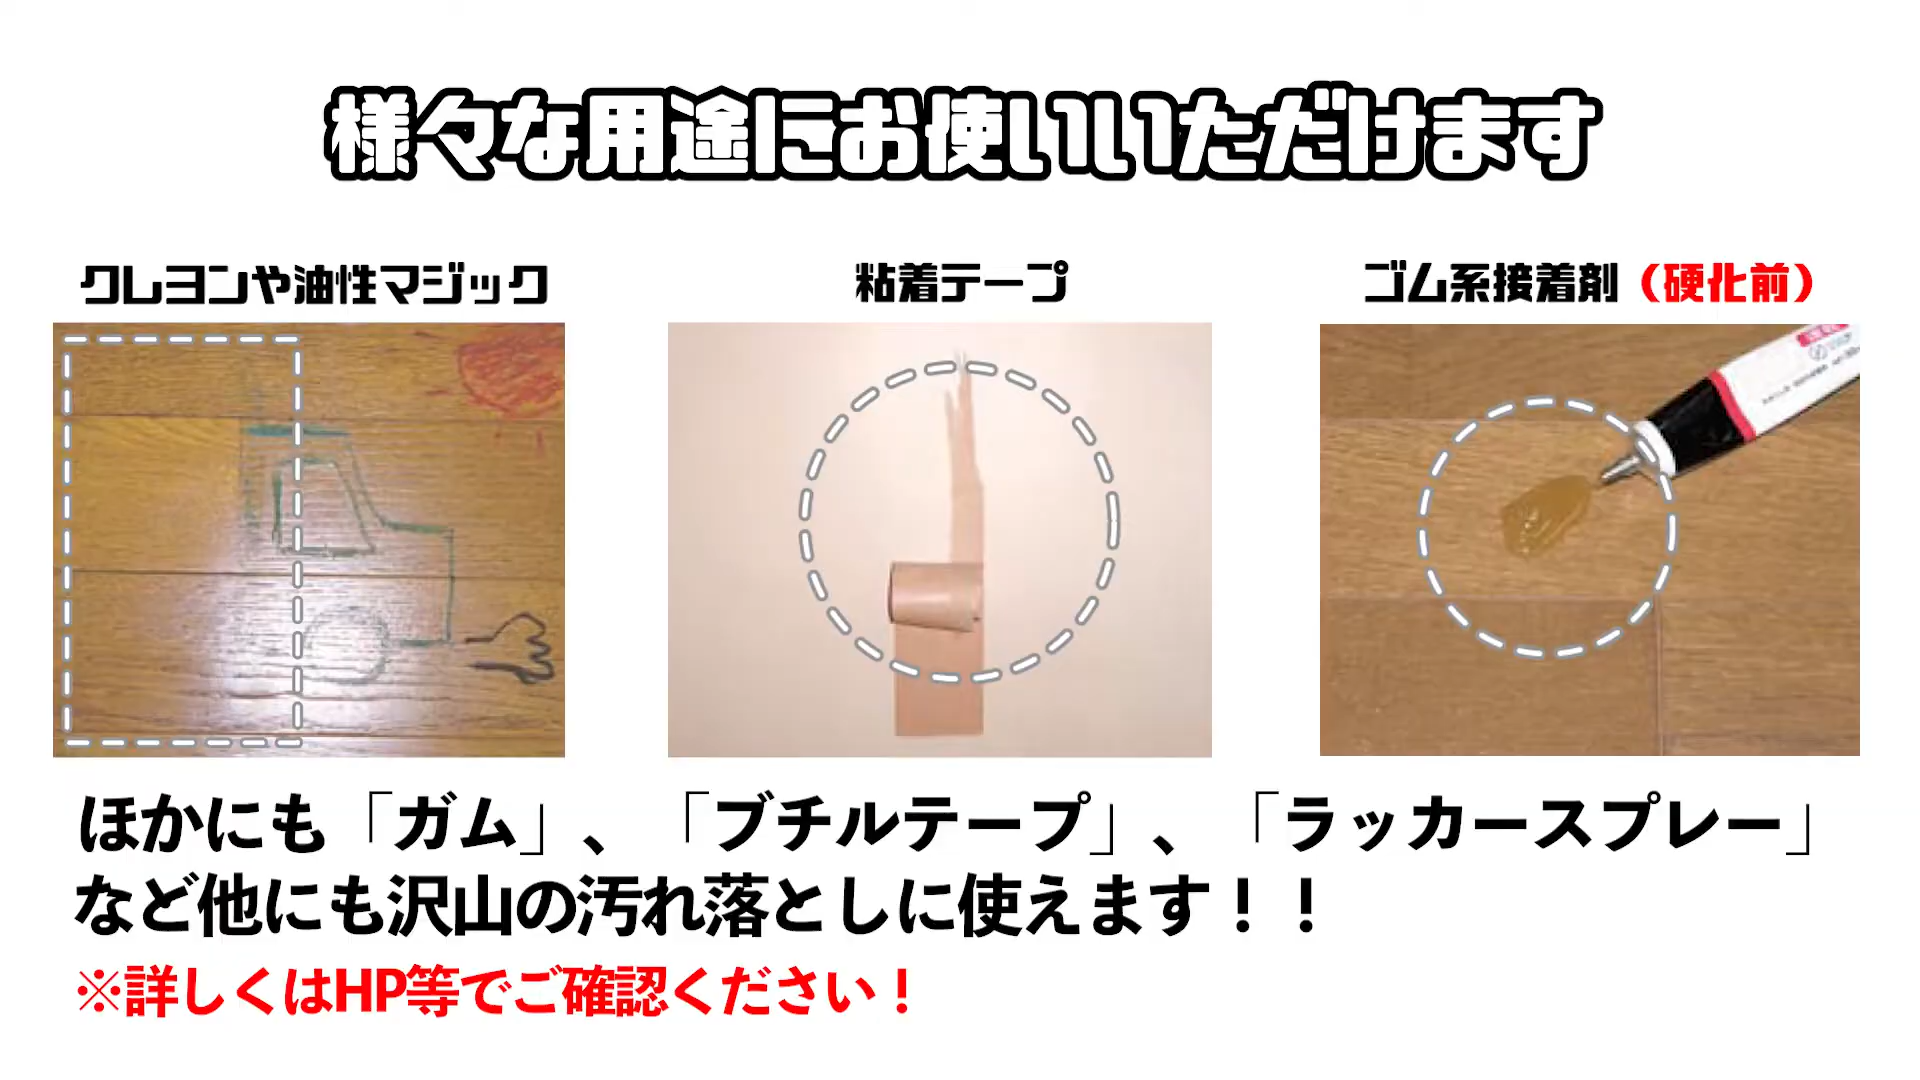 様々な用途にお使いいただけます
クレヨンや油性マジック
粘着テープ
ゴム系接着剤（硬化前）
ほかにも「ガム」、「ブチルテープ」、「ラッカースプレー」
など他にも沢山の汚れ落としに使えます！！
※詳しくはHP等でご確認ください！